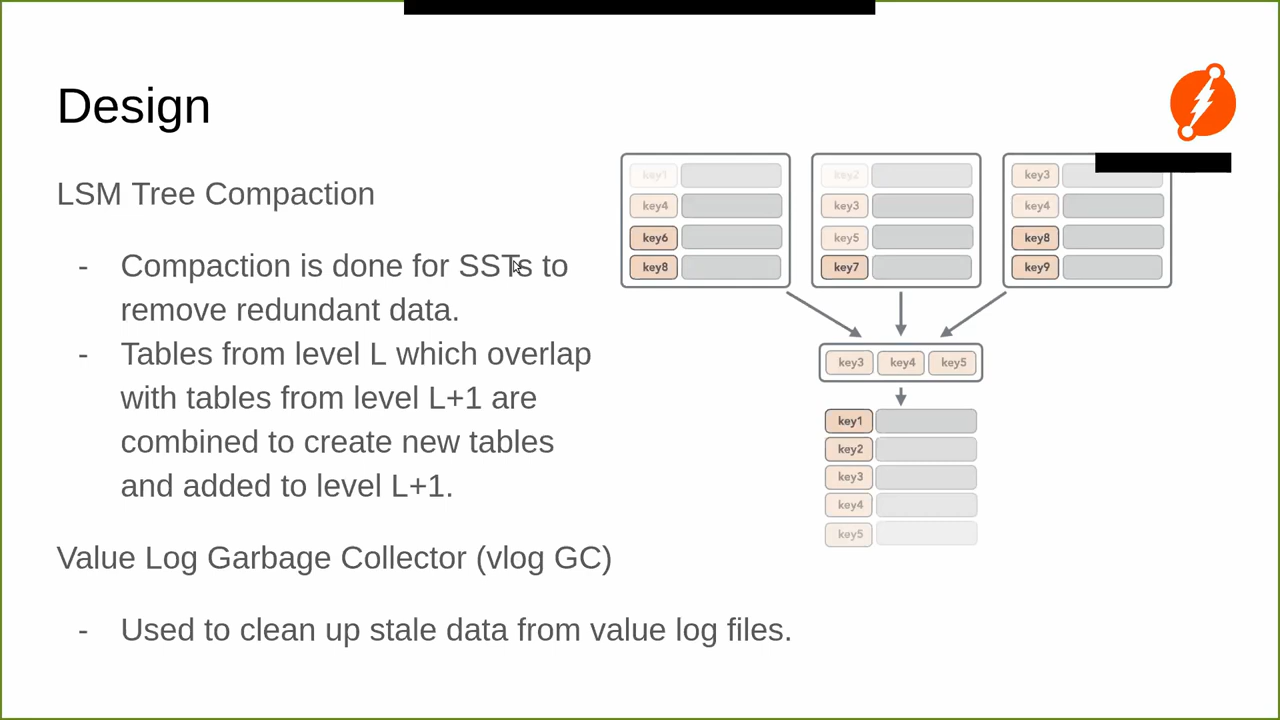 Design
LSM Tree Compaction
- Compaction is done for SSTs to
remove redundant data.
- Tables from level L which overlap
with tables from level L+1 are
combined to create new tables
and added to level L+1.
Value Log Garbage Collector (vlog GC)
- Used to clean up stale data from value log files.
key1
key4
key6
key8
key2
key3
key5
key7
key3
key4
key8
key9
key3 key4 key5
key1
key2
key3
key4
key5